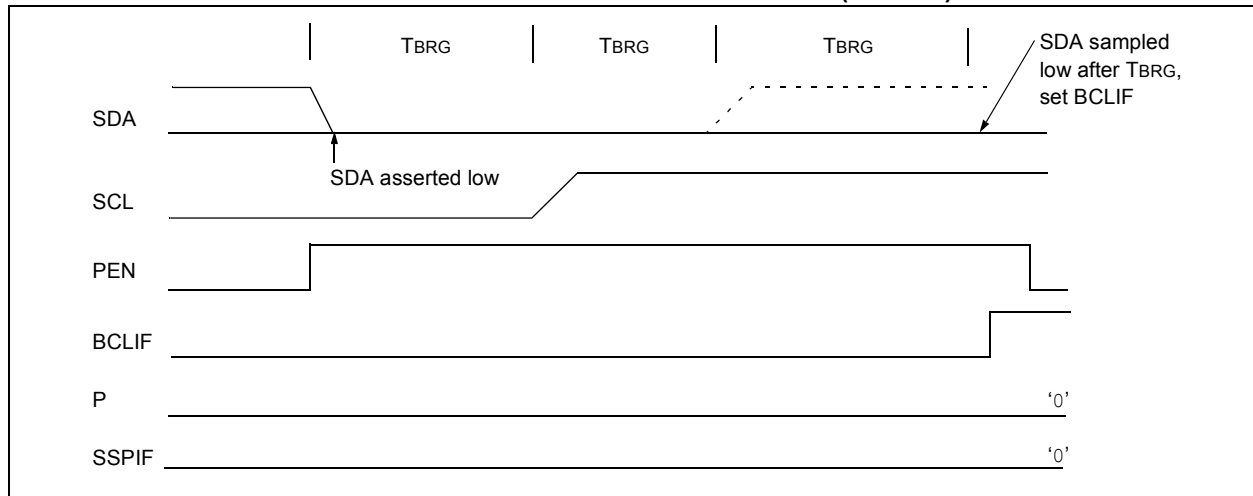 TBRG TBRG TBRG
SDA sampled
low after TBRG,
set BCLIF
SDA
SDA asserted low
SCL
PEN
BCLIF
P '0'
SSPIF '0'